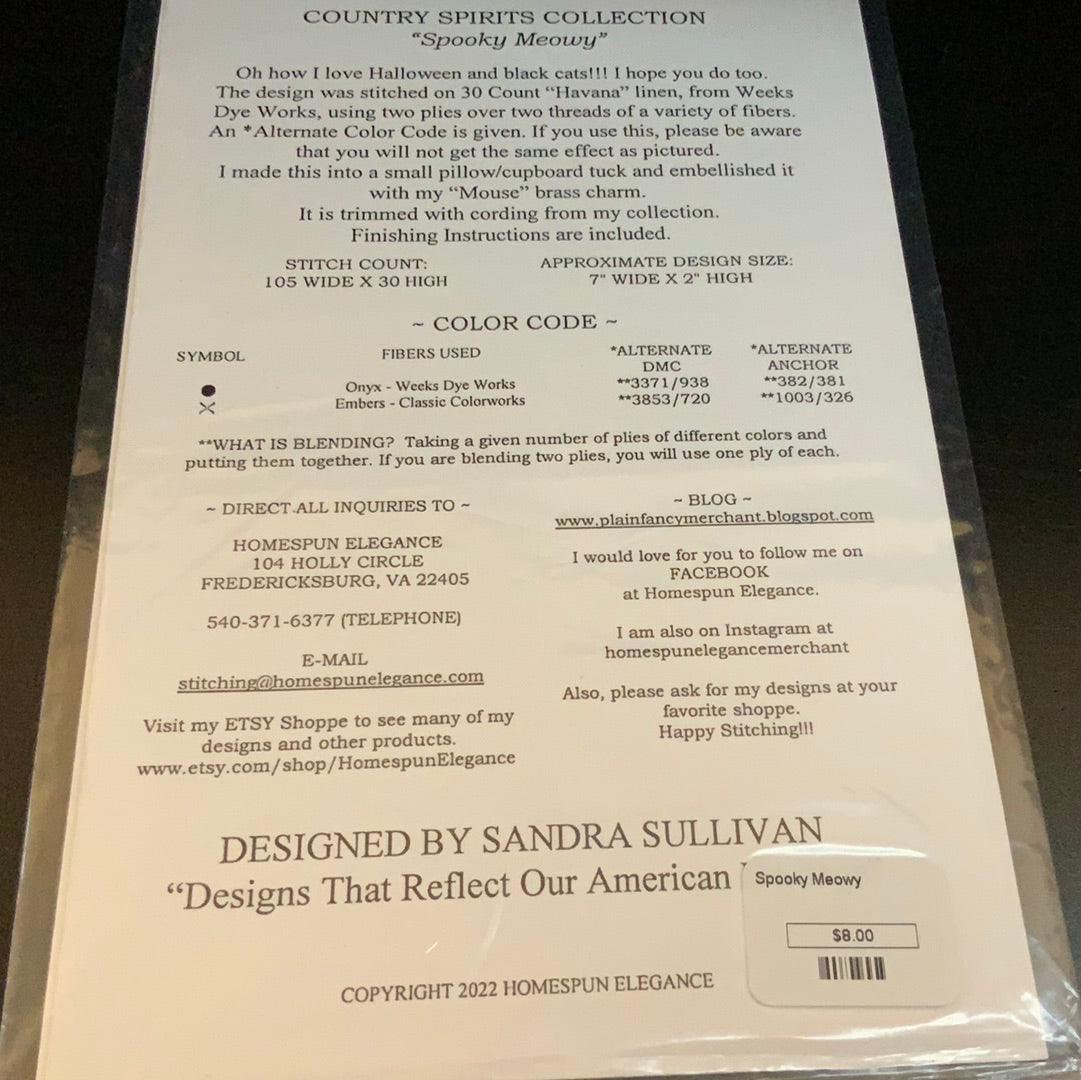 COUNTRY SPIRITS COLLECTION
"Spooky Meowy"
Oh how I love Halloween and black cats!!! I hope you do too.
The design was stitched on 30 Count "Havana" linen, from Weeks
Dye Works, using two plies over two threads of a variety of fibers.
An *Alternate Color Code is given. If you use this, please be aware
that you will not get the same effect as pictured.
I made this into a small pillow/cupboard tuck and embellished it
with my "Mouse" brass charm.
It is trimmed with cording from my collection.
Finishing Instructions are included.
STITCH COUNT:
105 WIDE X 30 HIGH
APPROXIMATE DESIGN SIZE:
7" WIDE X 2" HIGH
~ COLOR CODE ~
SYMBOL FIBERS USED *ALTERNATE *ALTERNATE
DMC ANCHOR
Onyx - Weeks Dye Works **3371/938 **382/381
Embers - Classic Colorworks **3853/720 **1003/326
**WHAT IS BLENDING? Taking a given number of plies of different colors and
putting them together. If you are blending two plies, you will use one ply of each.
~ DIRECT ALL INQUIRIES TO ~
HOMESPUN ELEGANCE
104 HOLLY CIRCLE
FREDERICKSBURG, VA 22405
540-371-6377 (TELEPHONE)
E-MAIL
stitching@homespunelegance.com
Visit my ETSY Shoppe to see many of my
designs and other products.
www.etsy.com/shop/HomespunElegance
~ BLOG ~
www.plainfancymerchant.blogspot.com
I would love for you to follow me on
FACEBOOK
at Homespun Elegance.
I am also on Instagram at
homespunelegancemerchant
Also, please ask for my designs at your
favorite shoppe.
Happy Stitching!!!
DESIGNED BY SANDRA SULLIVAN
"Designs That Reflect Our American
Spooky Meowy
$8.00
COPYRIGHT 2022 HOMESPUN ELEGANCE